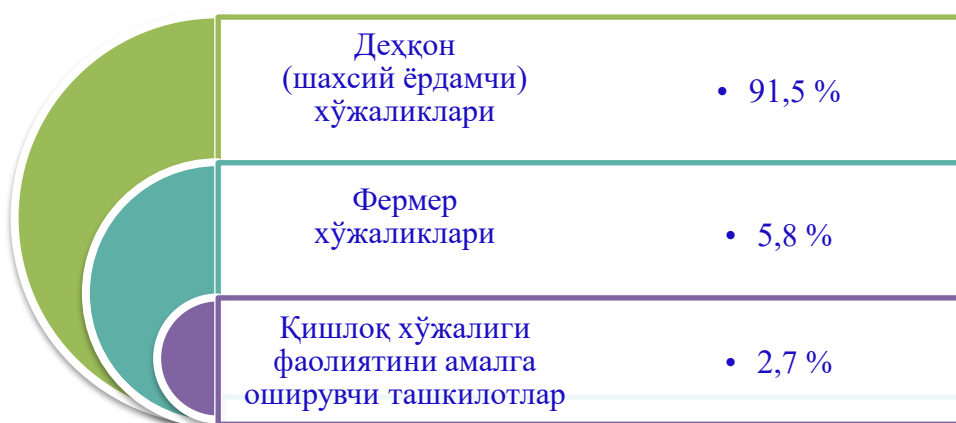 Деҳқон
(шахсий ёрдамчи)
хўжаликлари
• 91,5 %
Фермер
хўжаликлари
• 5,8 %
Қишлоқ хўжалиги
фаолиятини амалга
оширувчи ташкилотлар
• 2,7 %